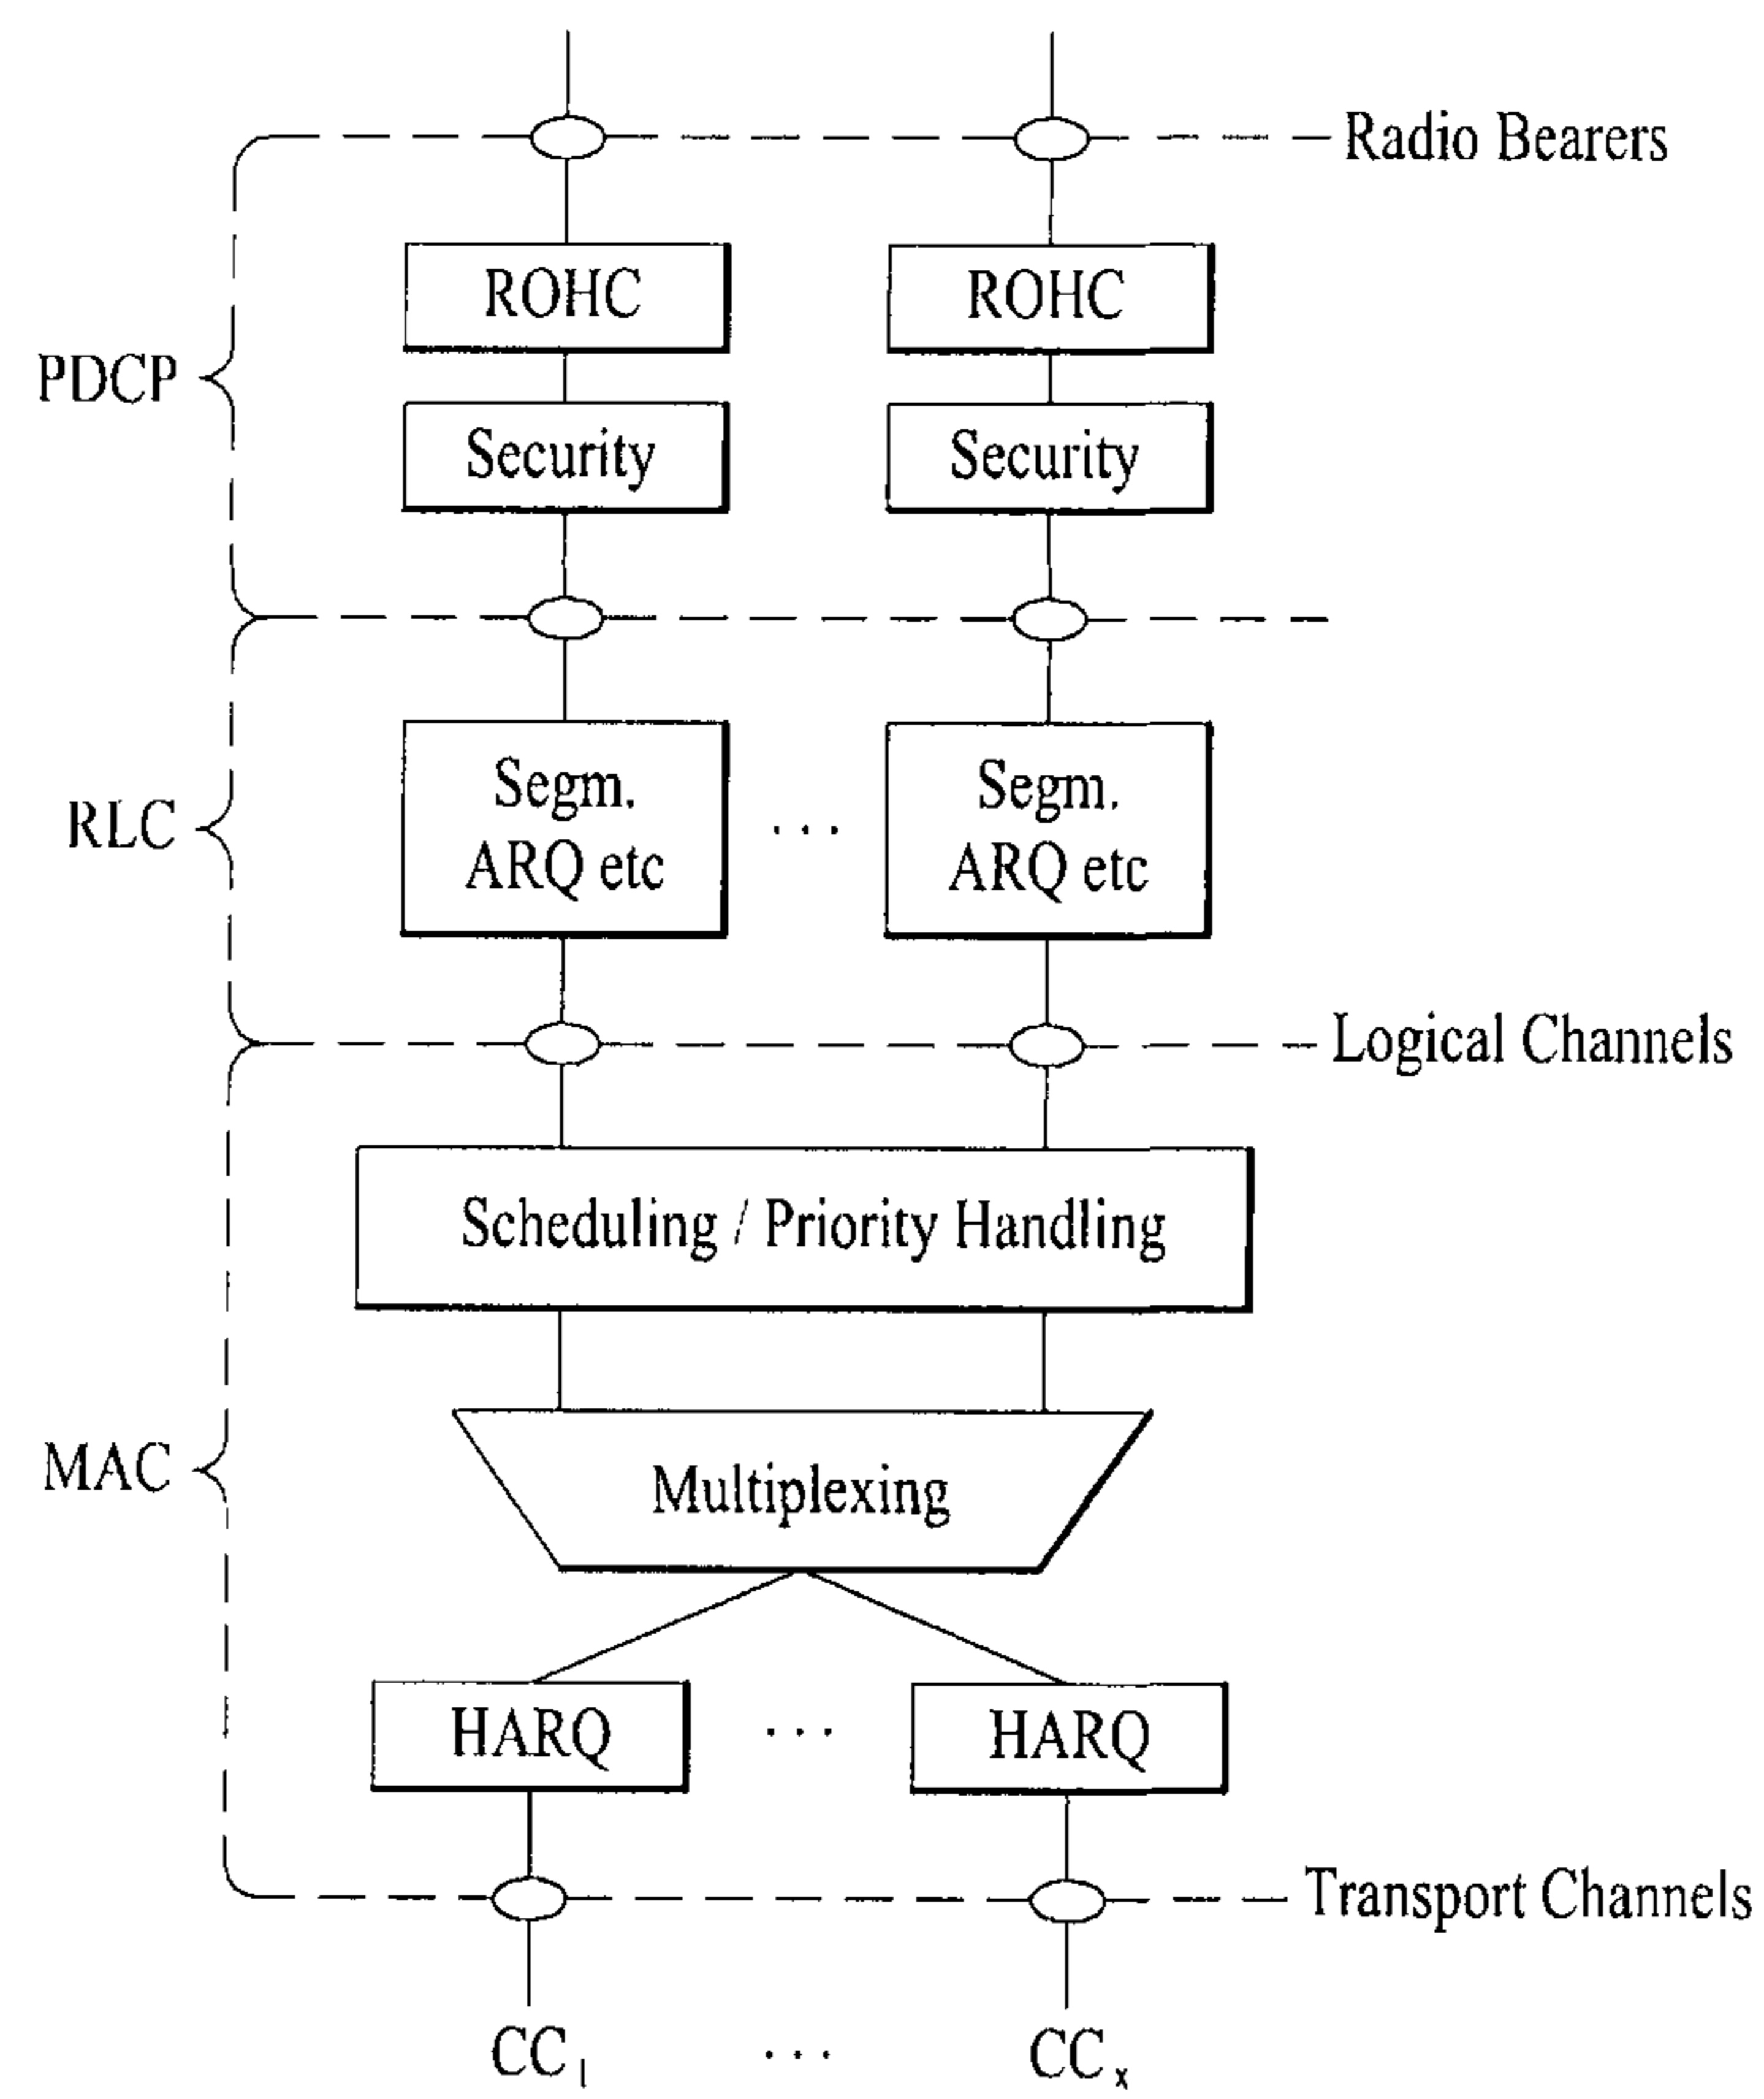 Radio Bearers
ROHC ROHC
PDCP
Security Security
Segm. ARQ etc ... Segm. ARQ etc
RLC
Logical Channels
Scheduling / Priority Handling
MAC
Multiplexing
HARQ ... HARQ
Transport Channels
CC1 ... CCx